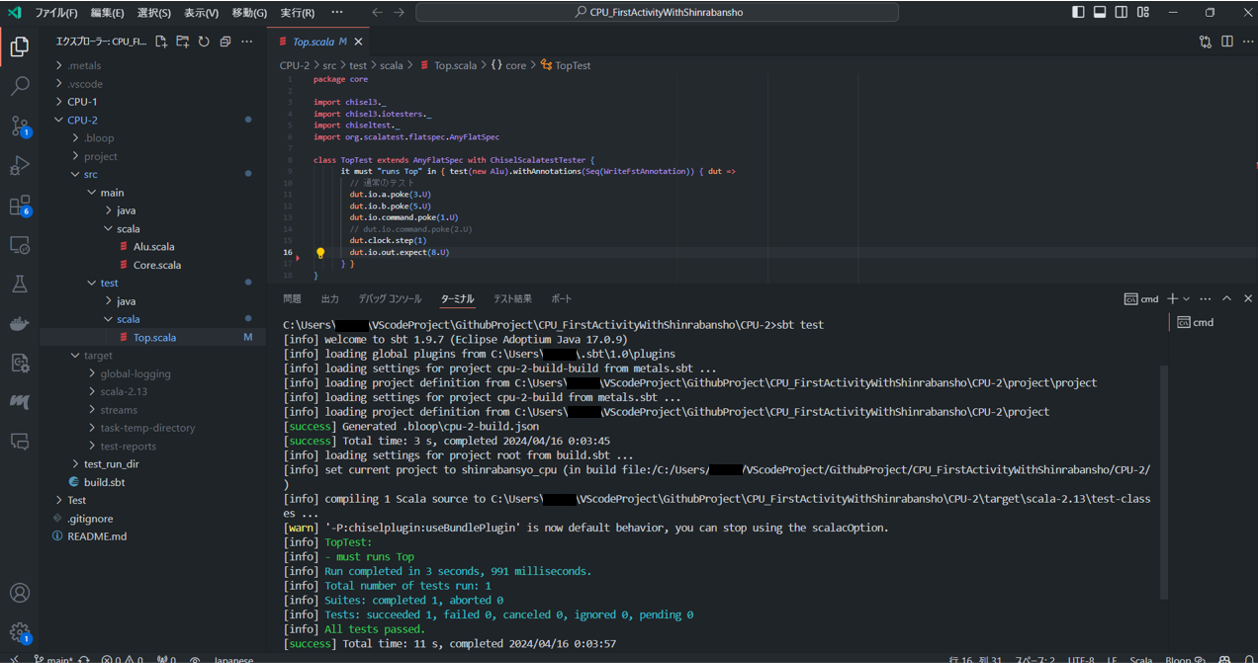 ファイル(F) 編集(E) 選択(S) 表示(V) 移動(G) 実行(R) ··· CPU_FirstActivityWithShinrabansho
エクスプローラー: CPU_FI...
.metals
.vscode
CPU-1
CPU-2
.bloop
project
src
main
java
scala
Alu.scala
Core.scala
test
java
scala
Top.scala M
target
global-logging
scala-2.13
streams
task-temp-directory
test-reports
test_run_dir
build.sbt
Test
.gitignore
README.md
1
6
1
Top.scala M
CPU-2 > src > test > scala > Top.scala > {} core > TopTest
1 package core
2
3 import chisel3._
4 import chisel3.iotesters._
5 import chiseltest._
6 import org.scalatest.flatspec.AnyFlatSpec
7
8 class TopTest extends AnyFlatSpec with ChiselScalatestTester {
9 it must "runs Top" in { test(new Alu).withAnnotations(Seq(WriteFstAnnotation)) { dut =>
10 // 通常のテスト
11 dut.io.a.poke(3.U)
12 dut.io.b.poke(5.U)
13 dut.io.command.poke(1.U)
14 // dut.io.command.poke(2.U)
15 dut.clock.step(1)
16 dut.io.out.expect(8.U)
17 } }
18 }
問題 出力 デバッグ コンソール ターミナル テスト結果 ポート cmd
cmd
C:\Users\ \VScodeProject\GithubProject\CPU_FirstActivityWithShinrabansho\CPU-2>sbt test
[info] welcome to sbt 1.9.7 (Eclipse Adoptium Java 17.0.9)
[info] loading global plugins from C:\Users\ \.sbt\1.0\plugins
[info] loading settings for project cpu-2-build-build from metals.sbt ...
[info] loading project definition from C:\Users\ \VScodeProject\GithubProject\CPU_FirstActivityWithShinrabansho\CPU-2\project\project
[info] loading settings for project cpu-2-build from metals.sbt ...
[info] loading project definition from C:\Users\ \VScodeProject\GithubProject\CPU_FirstActivityWithShinrabansho\CPU-2\project
[success] Generated .bloop\cpu-2-build.json
[success] Total time: 3 s, completed 2024/04/16 0:03:45
[info] loading settings for project root from build.sbt ...
[info] set current project to shinrabansyo_cpu (in build file:/C:/Users/ /VScodeProject/GithubProject/CPU_FirstActivityWithShinrabansho/CPU-2/
)
[info] compiling 1 Scala source to C:\Users\ \VScodeProject\GithubProject\CPU_FirstActivityWithShinrabansho\CPU-2\target\scala-2.13\test-class
es ...
[warn] '-P:chiselplugin:useBundlePlugin' is now default behavior, you can stop using the scalacOption.
[info] TopTest:
[info] - must runs Top
[info] Run completed in 3 seconds, 991 milliseconds.
[info] Total number of tests run: 1
[info] Suites: completed 1, aborted 0
[info] Tests: succeeded 1, failed 0, canceled 0, ignored 0, pending 0
[info] All tests passed.
[success] Total time: 11 s, completed 2024/04/16 0:03:57
main* 0 0 0 Japanese 行 16、列 31 スペース: 2 UTF-8 LF Scala Bloop